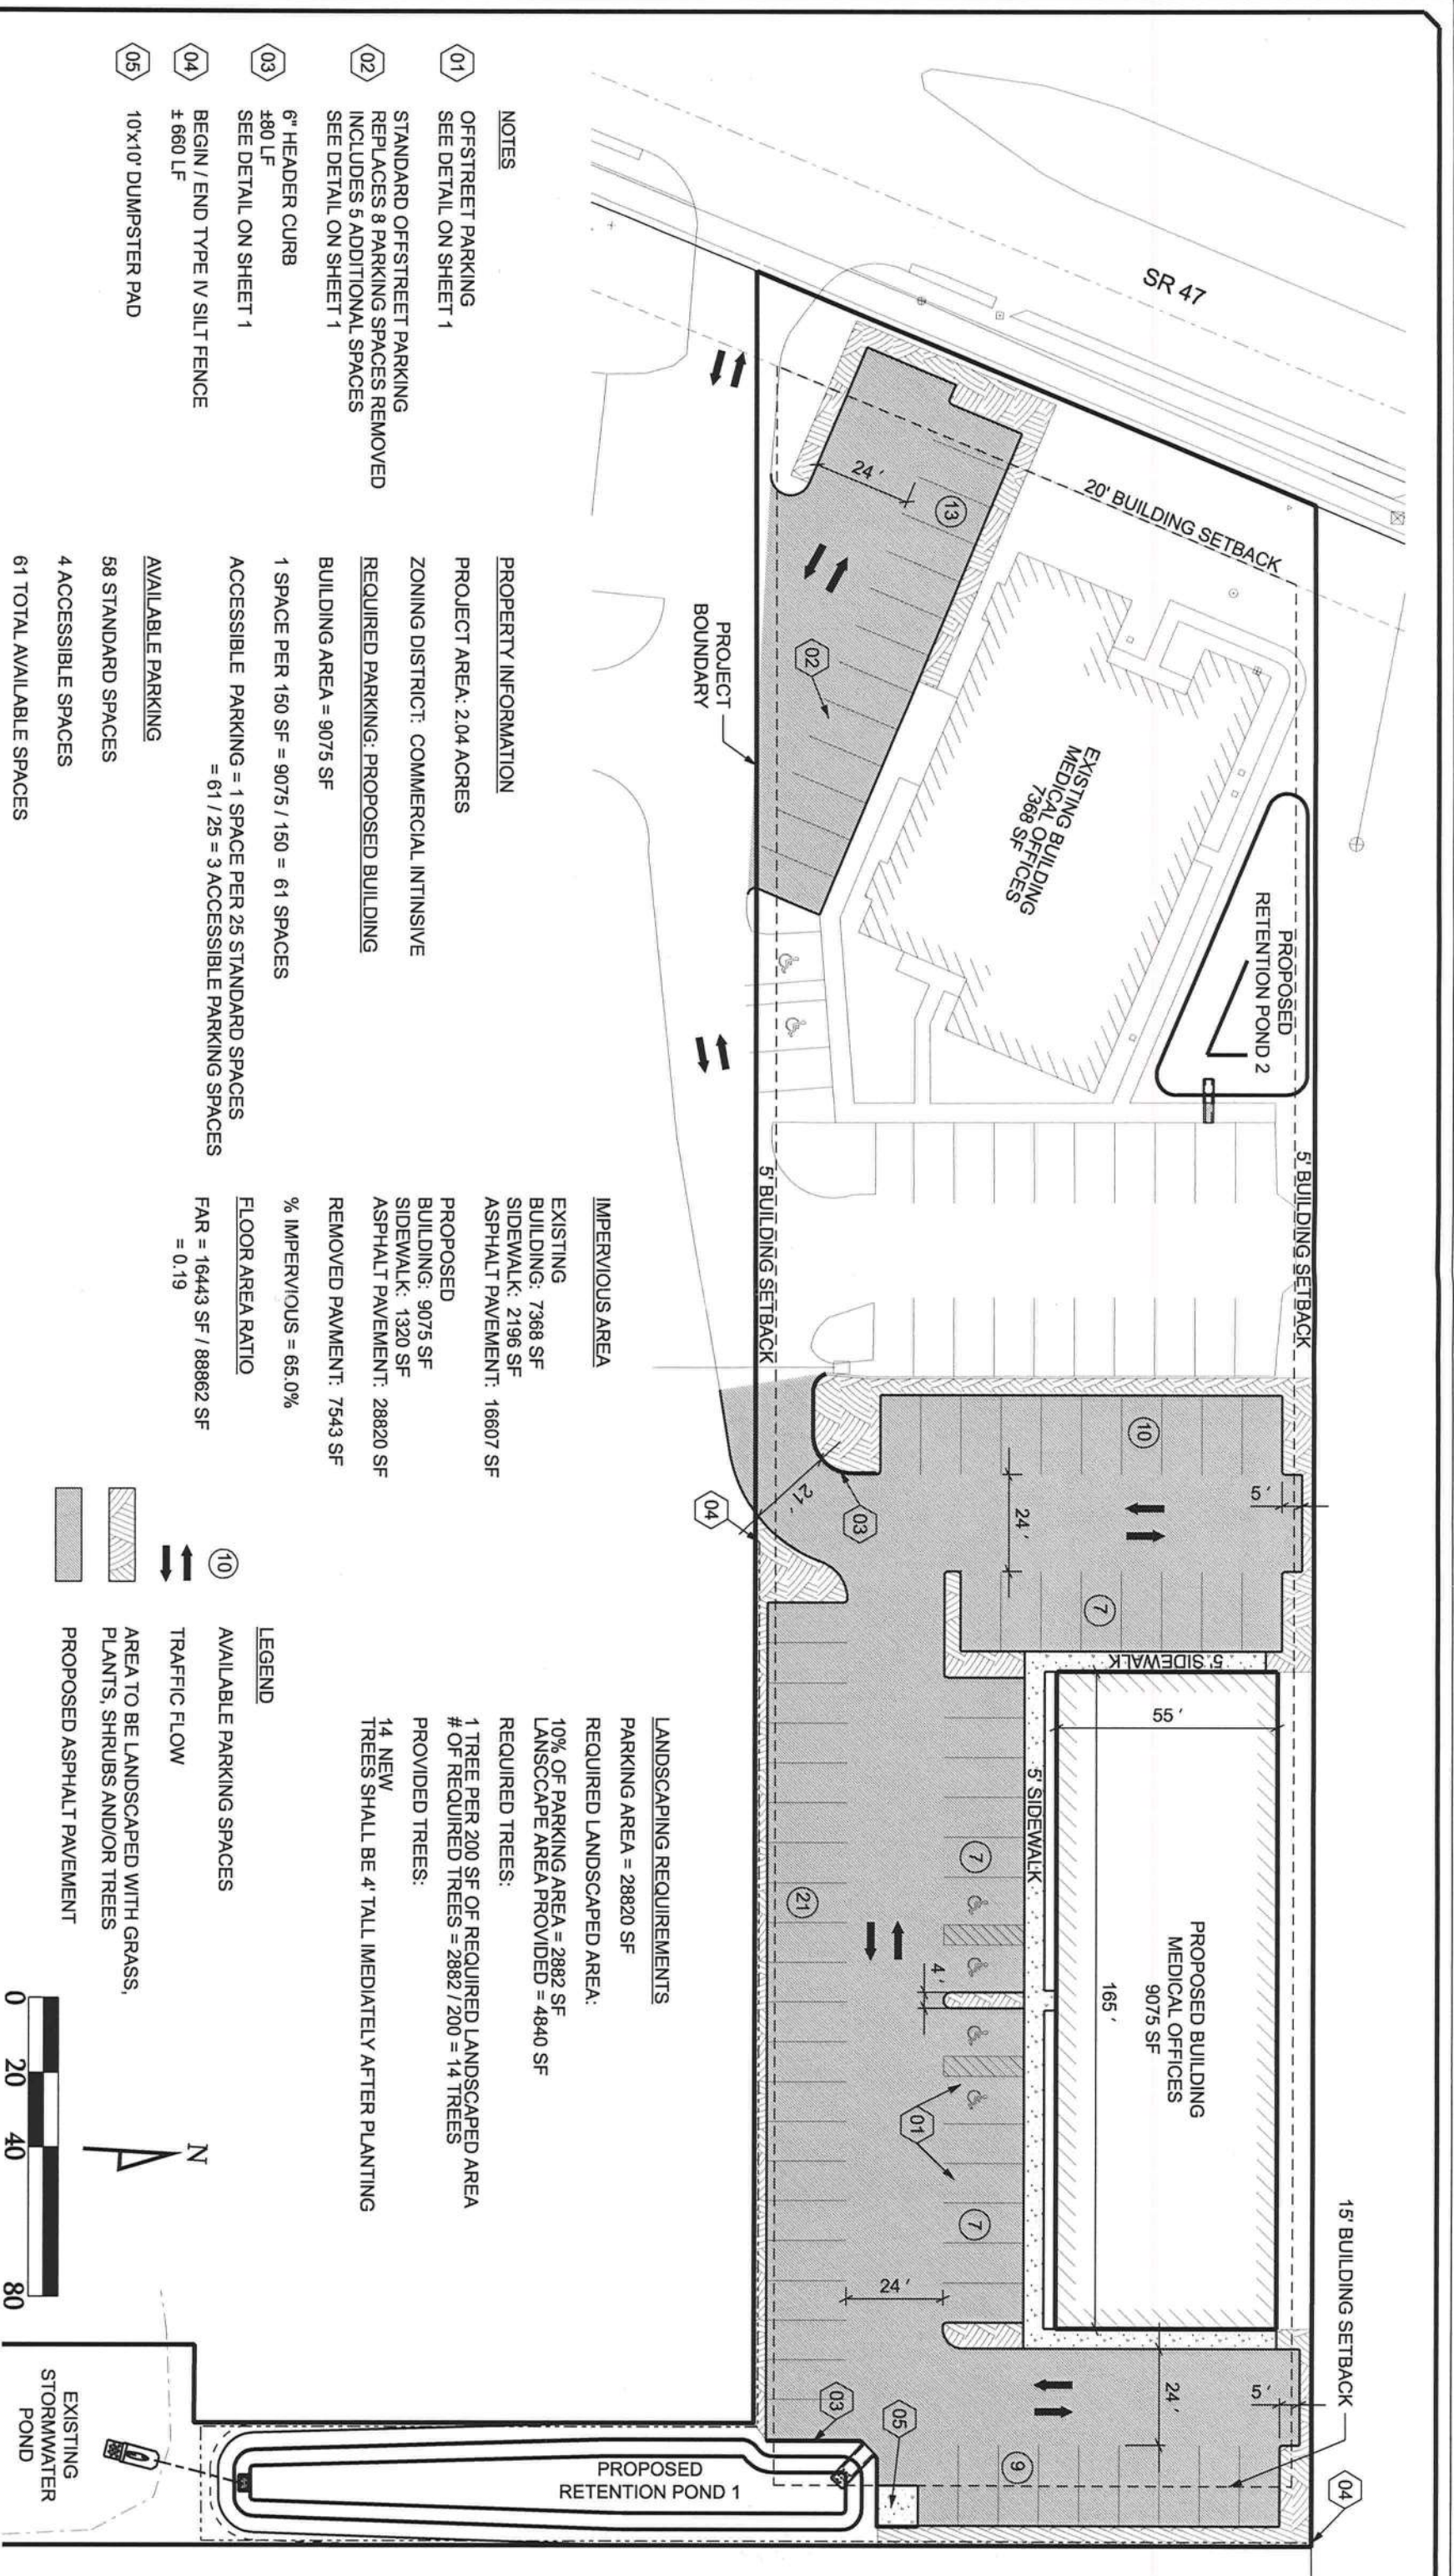 SR 47
20' BUILDING SETBACK
EXISTING BUILDING
MEDICAL OFFICES
7368 SF
PROPOSED
RETENTION POND 2
5' BUILDING SETBACK
5' BUILDING SETBACK
15' BUILDING SETBACK
PROJECT
BOUNDARY
24 '
13
02
10
5 '
24 '
7
03
21 '
04
5' SIDEWALK
55 '
5' SIDEWALK
165 '
PROPOSED BUILDING
MEDICAL OFFICES
9075 SF
7
21
4 '
01
7
24 '
24 '
5 '
9
03
05
04
PROPOSED
RETENTION POND 1
EXISTING
STORMWATER
POND
NOTES
01 OFFSTREET PARKING
SEE DETAIL ON SHEET 1
02 STANDARD OFFSTREET PARKING
REPLACES 8 PARKING SPACES REMOVED
INCLUDES 5 ADDITIONAL SPACES
SEE DETAIL ON SHEET 1
03 6" HEADER CURB
±80 LF
SEE DETAIL ON SHEET 1
04 BEGIN / END TYPE IV SILT FENCE
± 660 LF
05 10'x10' DUMPSTER PAD
PROPERTY INFORMATION
PROJECT AREA: 2.04 ACRES
ZONING DISTRICT: COMMERCIAL INTINSIVE
REQUIRED PARKING: PROPOSED BUILDING
BUILDING AREA = 9075 SF
1 SPACE PER 150 SF = 9075 / 150 = 61 SPACES
ACCESSIBLE PARKING = 1 SPACE PER 25 STANDARD SPACES
= 61 / 25 = 3 ACCESSIBLE PARKING SPACES
AVAILABLE PARKING
58 STANDARD SPACES
4 ACCESSIBLE SPACES
61 TOTAL AVAILABLE SPACES
IMPERVIOUS AREA
EXISTING
BUILDING: 7368 SF
SIDEWALK: 2196 SF
ASPHALT PAVEMENT: 16607 SF
PROPOSED
BUILDING: 9075 SF
SIDEWALK: 1320 SF
ASPHALT PAVEMENT: 28820 SF
REMOVED PAVMENT: 7543 SF
% IMPERVIOUS = 65.0%
FLOOR AREA RATIO
FAR = 16443 SF / 88862 SF
= 0.19
LANDSCAPING REQUIREMENTS
PARKING AREA = 28820 SF
REQUIRED LANDSCAPED AREA:
10% OF PARKING AREA = 2882 SF
LANSCCAPE AREA PROVIDED = 4840 SF
REQUIRED TREES:
1 TREE PER 200 SF OF REQUIRED LANDSCAPED AREA
# OF REQUIRED TREES = 2882 / 200 = 14 TREES
PROVIDED TREES:
14 NEW
TREES SHALL BE 4' TALL IMEDIATELY AFTER PLANTING
LEGEND
10 AVAILABLE PARKING SPACES
TRAFFIC FLOW
AREA TO BE LANDSCAPED WITH GRASS,
PLANTS, SHRUBS AND/OR TREES
PROPOSED ASPHALT PAVEMENT
N
0 20 40 80